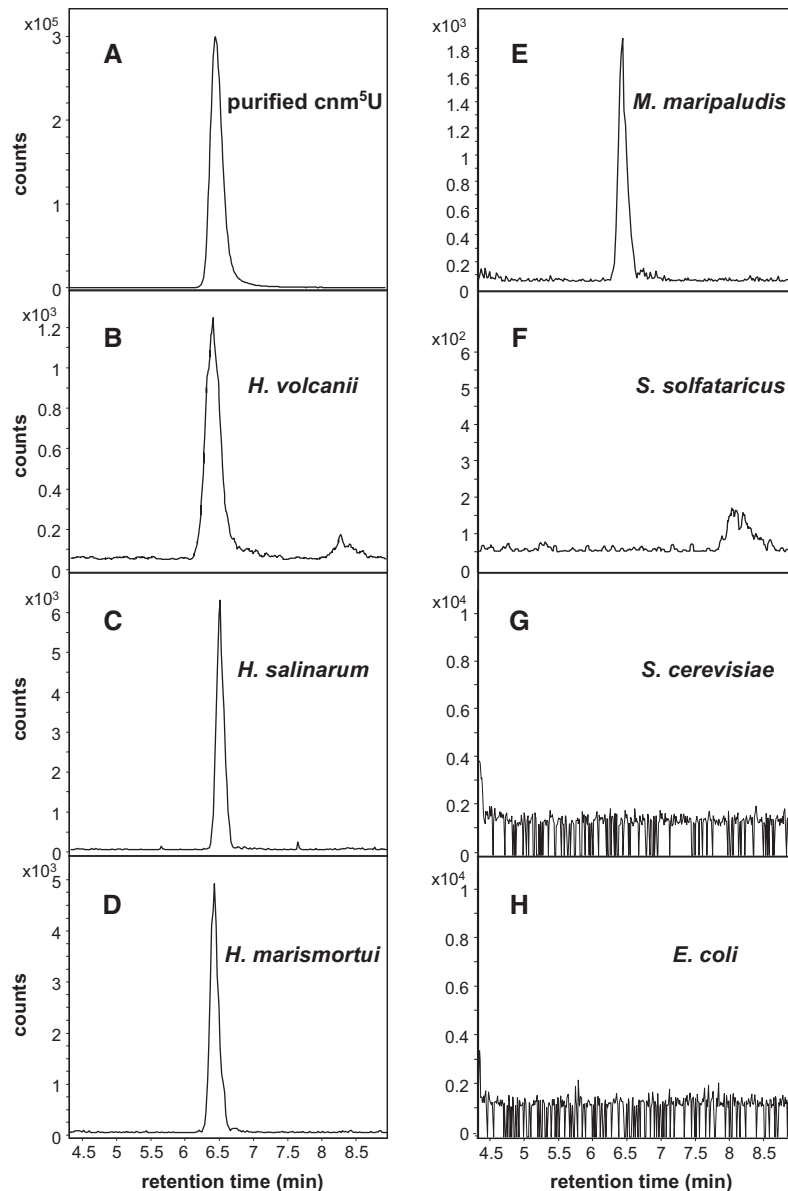 x10⁵
A
purified cnm⁵U
3
2
1
0
counts
x10³
B
H. volcanii
1.2
1.0
0.8
0.6
0.4
0.2
0
counts
x10³
C
H. salinarum
6
5
4
3
2
1
0
counts
x10³
D
H. marismortui
5
4
3
2
1
0
counts
4.5 5 5.5 6 6.5 7 7.5 8 8.5
retention time (min)
x10³
E
M. maripaludis
1.8
1.6
1.4
1.2
1.0
0.8
0.6
0.4
0.2
0
x10²
F
S. solfataricus
6
5
4
3
2
1
0
x10⁴
G
S. cerevisiae
1
0.8
0.6
0.4
0.2
0
x10⁴
H
E. coli
1
0.8
0.6
0.4
0.2
0
4.5 5 5.5 6 6.5 7 7.5 8 8.5
retention time (min)